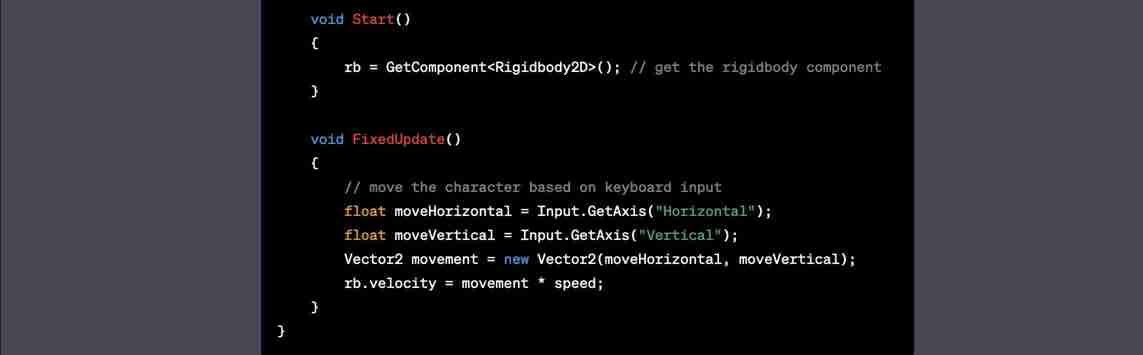 void Start()
{
rb = GetComponent<Rigidbody2D>(); // get the rigidbody component
}
void FixedUpdate()
{
// move the character based on keyboard input
float moveHorizontal = Input.GetAxis("Horizontal");
float moveVertical = Input.GetAxis("Vertical");
Vector2 movement = new Vector2(moveHorizontal, moveVertical);
rb.velocity = movement * speed;
}
}